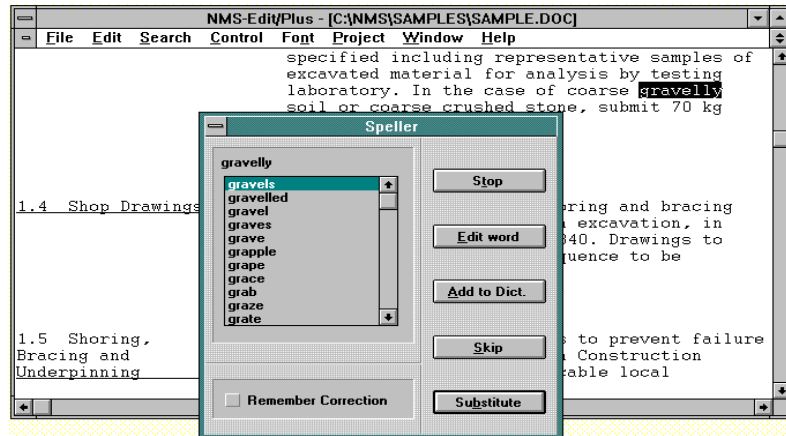 NMS-Edit/Plus - [C:\NMS\SAMPLES\SAMPLE.DOC]
File Edit Search Control Font Project Window Help
specified including representative samples of
excavated material for analysis by testing
laboratory. In the case of coarse gravelly
soil or coarse crushed stone, submit 70 kg
Speller
gravelly
gravels
gravelled
gravel
graves
grave
grapple
grape
grace
grab
graze
grate
Stop
Edit word
Add to Dict.
Skip
Substitute
Remember Correction
1.4 Shop Drawings
oring and bracing
excavation, in
340. Drawings to
quence to be
1.5 Shoring,
Bracing and
Underpinning
s to prevent failure
Construction
cable local